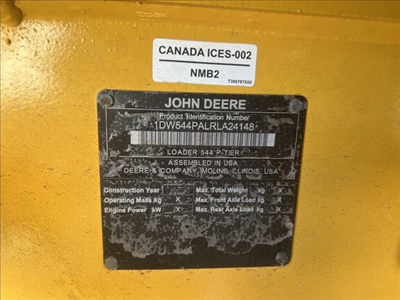 CANADA ICES-002
NMB2
T398787X69
JOHN DEERE
Product Identification Number
1DW544PALRLA24148
LOADER 544 P-TIER
ASSEMBLED IN USA
DEERE & COMPANY, MOLINE, ILLINOIS, USA
Construction Year Max. Total Weight kg X
Operating Mass kg X Max. Front Axle Load kg X
Engine Power kW X Max. Rear Axle Load kg X